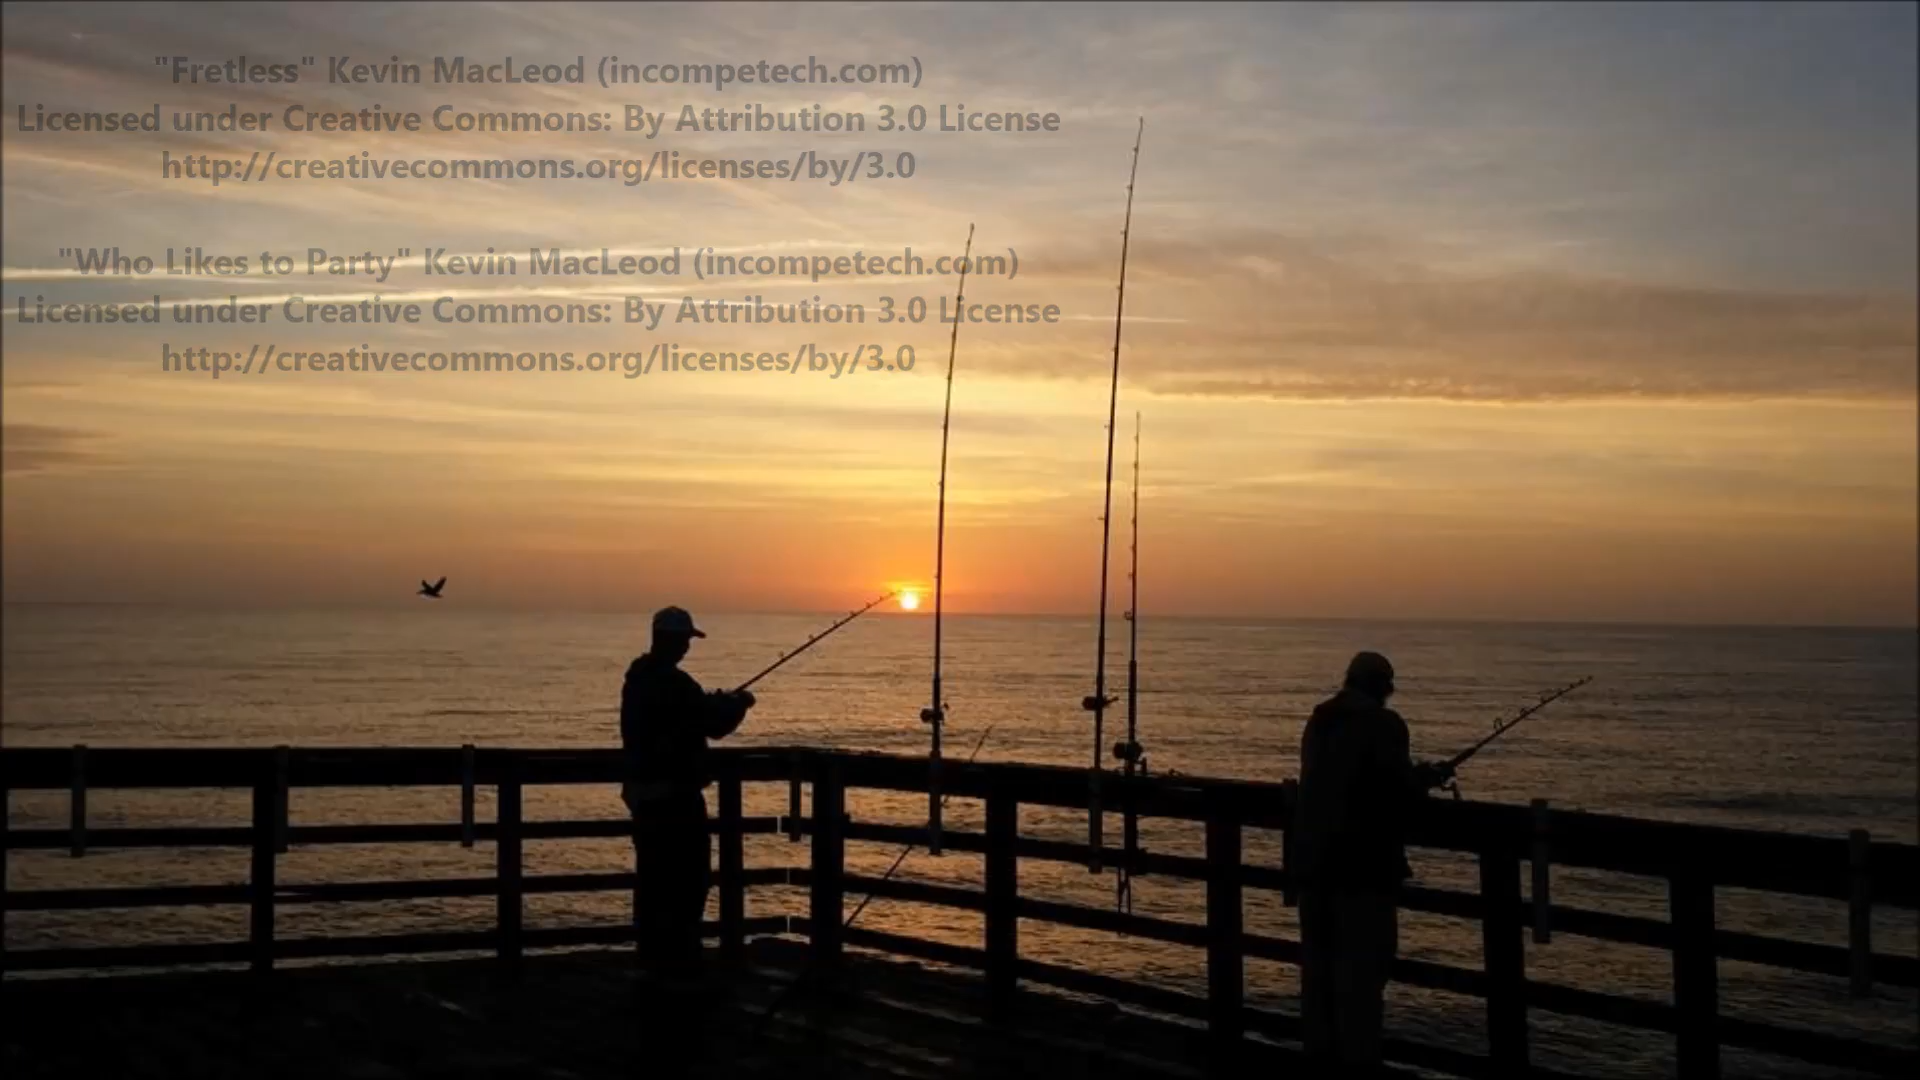 "Fretless" Kevin MacLeod (incompetech.com)
Licensed under Creative Commons: By Attribution 3.0 License
http://creativecommons.org/licenses/by/3.0
"Who Likes to Party" Kevin MacLeod (incompetech.com)
Licensed under Creative Commons: By Attribution 3.0 License
http://creativecommons.org/licenses/by/3.0